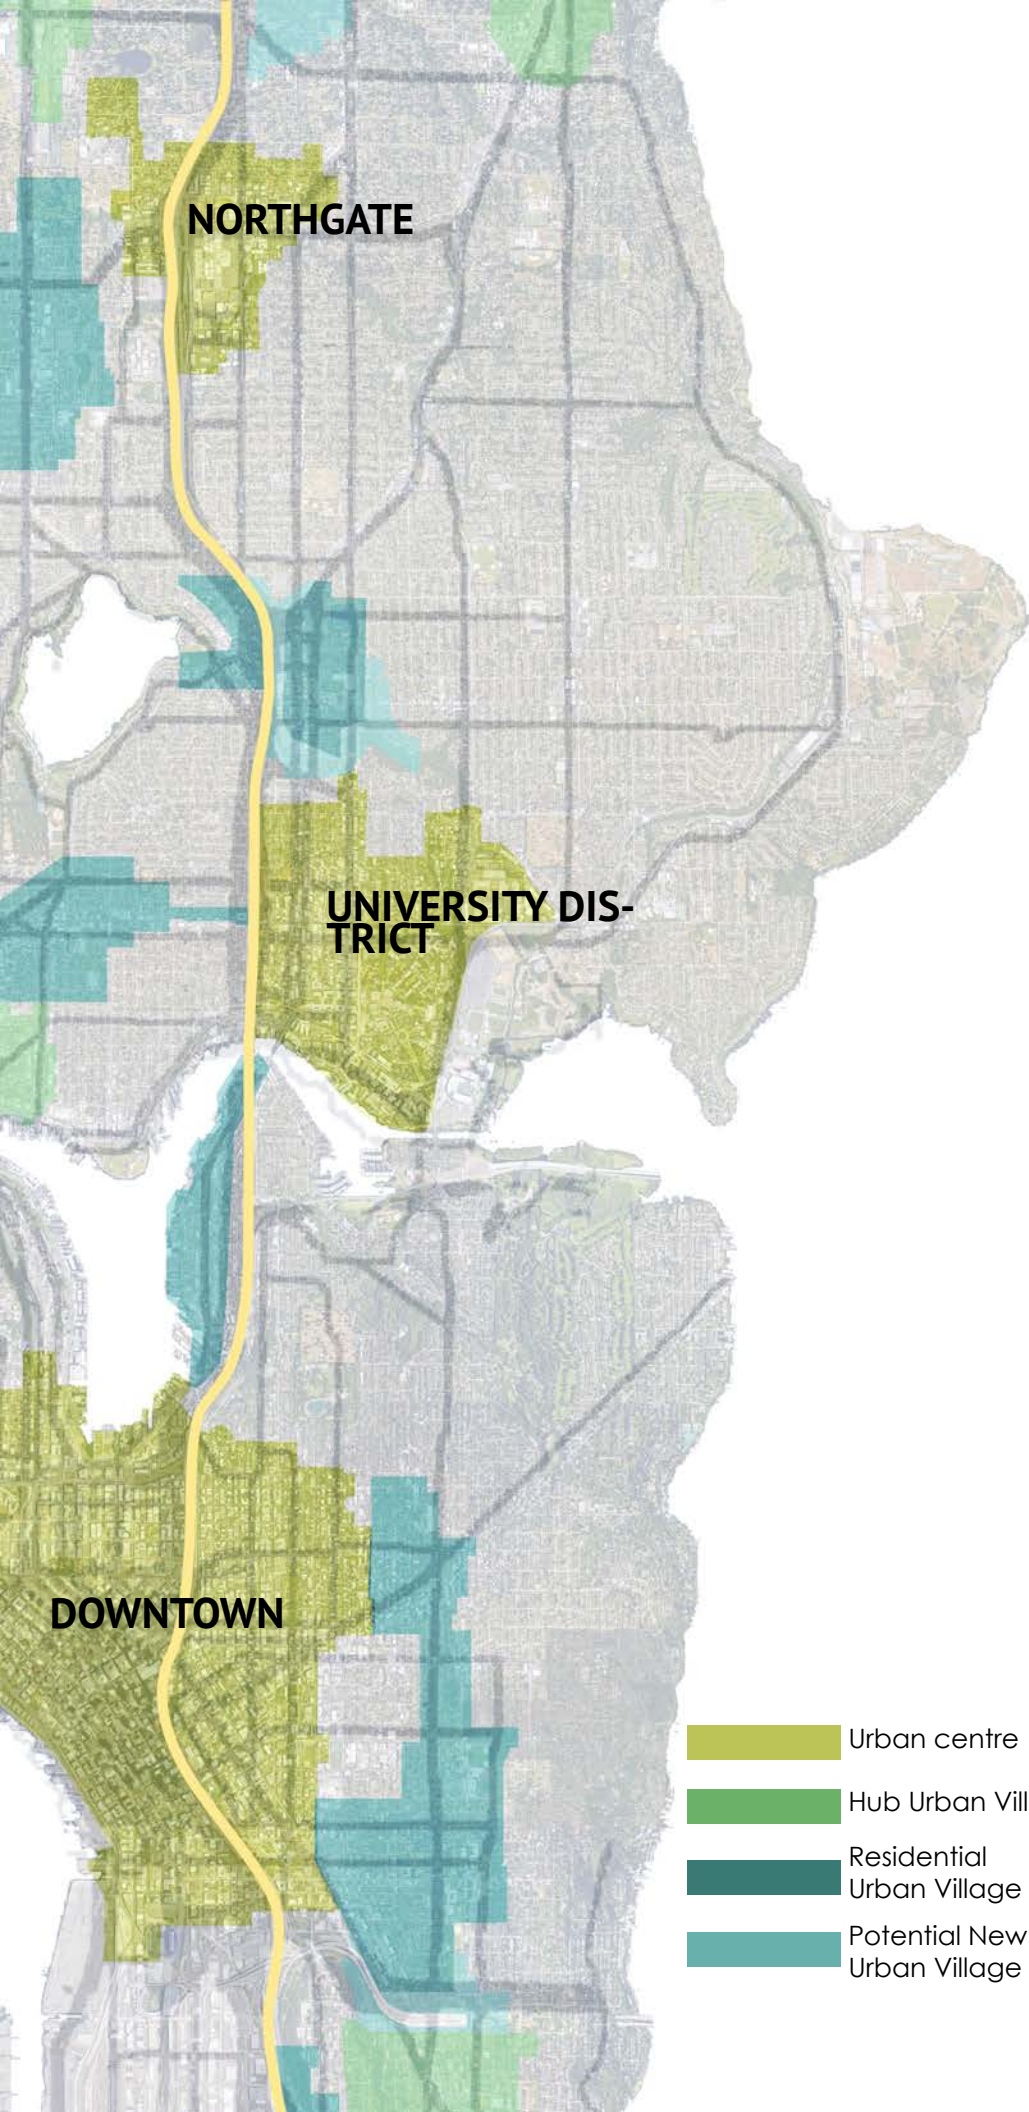 NORTHGATE
UNIVERSITY DIS-
TRICT
DOWNTOWN
Urban centre
Hub Urban Vill
Residential
Urban Village
Potential New
Urban Village